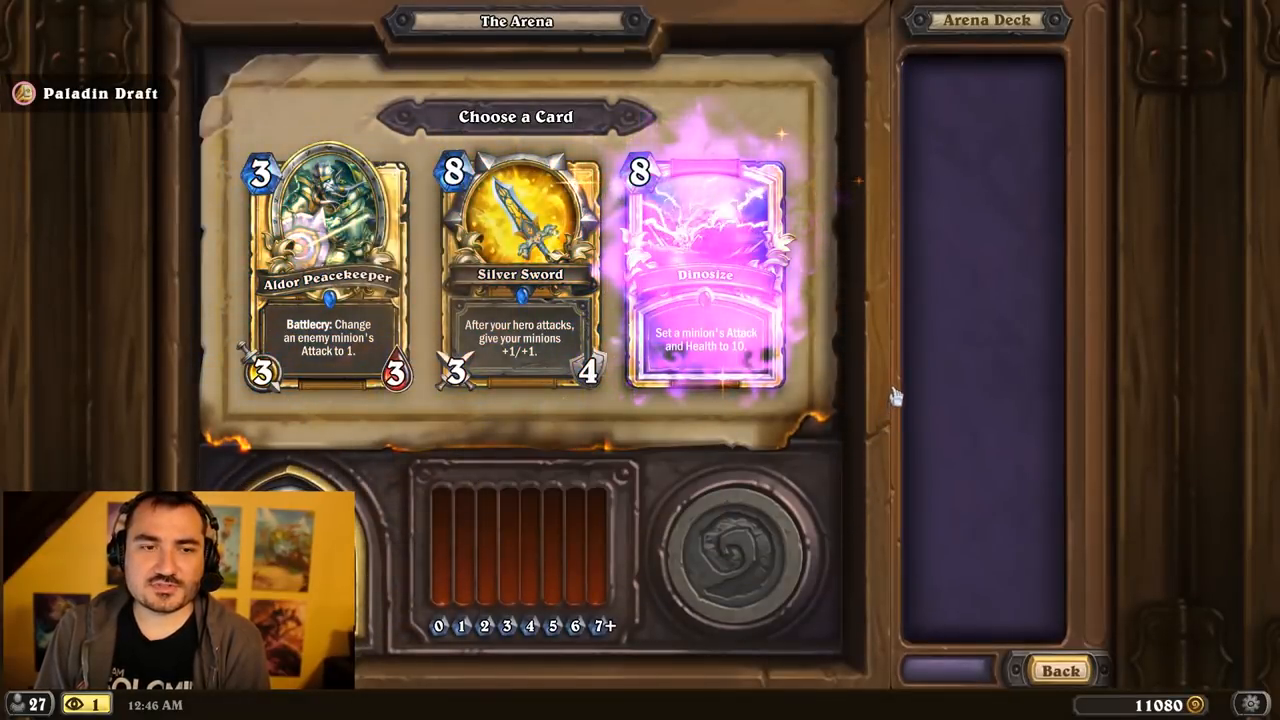 The Arena
Arena Deck
Paladin Draft
Choose a Card
3
8
8
Aldor Peacekeeper
Silver Sword
Dinosize
Battlecry: Change
an enemy minion's
Attack to 1.
After your hero attacks,
give your minions
+1/+1.
Set a minion's Attack
and Health to 10.
3
3
3
4
0 1 2 3 4 5 6 7+
Back
27
1
12:46 AM
11080